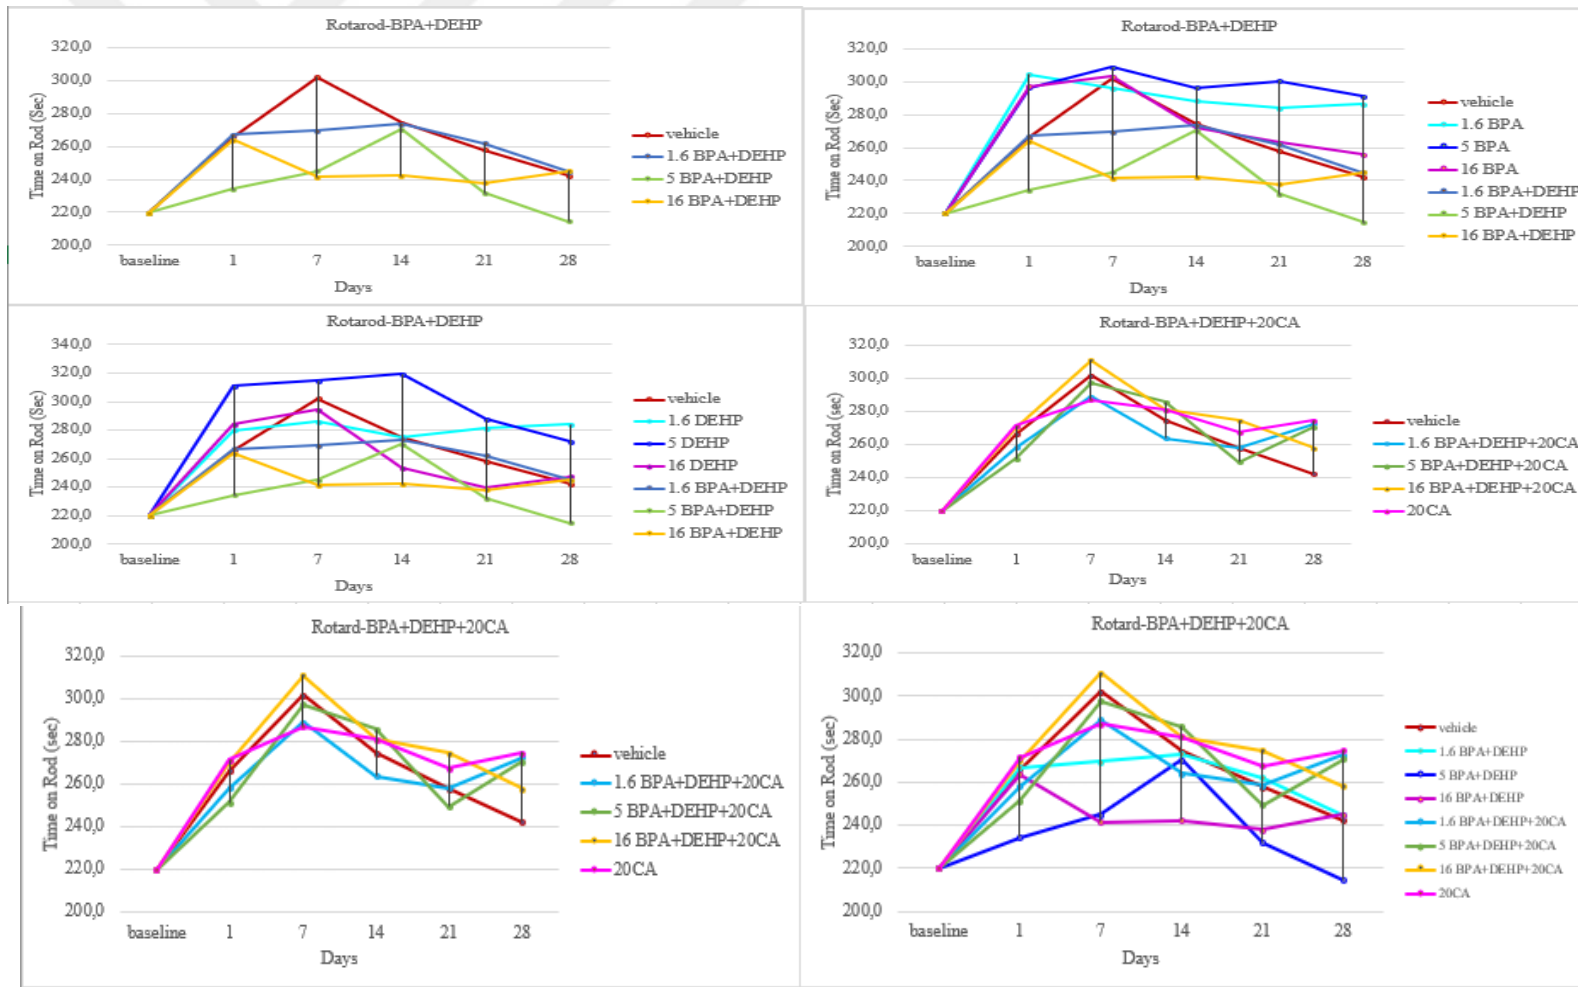 Rotarod-BPA+DEHP
Time on Rod (Sec)
320,0
300,0
280,0
260,0
240,0
220,0
200,0
baseline 1 7 14 21 28
Days
vehicle
1.6 BPA+DEHP
5 BPA+DEHP
16 BPA+DEHP
Rotarod-BPA+DEHP
Time on Rod (Sec)
320,0
300,0
280,0
260,0
240,0
220,0
200,0
baseline 1 7 14 21 28
Days
vehicle
1.6 BPA
5 BPA
16 BPA
1.6 BPA+DEHP
5 BPA+DEHP
16 BPA+DEHP
Rotarod-BPA+DEHP
Time on Rod (Sec)
340,0
320,0
300,0
280,0
260,0
240,0
220,0
200,0
baseline 1 7 14 21 28
Days
vehicle
1.6 DEHP
5 DEHP
16 DEHP
1.6 BPA+DEHP
5 BPA+DEHP
16 BPA+DEHP
Rotard-BPA+DEHP+20CA
Time on Rod (sec)
320,0
300,0
280,0
260,0
240,0
220,0
200,0
baseline 1 7 14 21 28
Days
vehicle
1.6 BPA+DEHP+20CA
5 BPA+DEHP+20CA
16 BPA+DEHP+20CA
20CA
Rotard-BPA+DEHP+20CA
Time on Rod (sec)
320,0
300,0
280,0
260,0
240,0
220,0
200,0
baseline 1 7 14 21 28
Days
vehicle
1.6 BPA+DEHP+20CA
5 BPA+DEHP+20CA
16 BPA+DEHP+20CA
20CA
Rotard-BPA+DEHP+20CA
Time on Rod (sec)
320,0
300,0
280,0
260,0
240,0
220,0
200,0
baseline 1 7 14 21 28
Days
vehicle
1.6 BPA+DEHP
5 BPA+DEHP
16 BPA+DEHP
1.6 BPA+DEHP+20CA
5 BPA+DEHP+20CA
16 BPA+DEHP+20CA
20CA